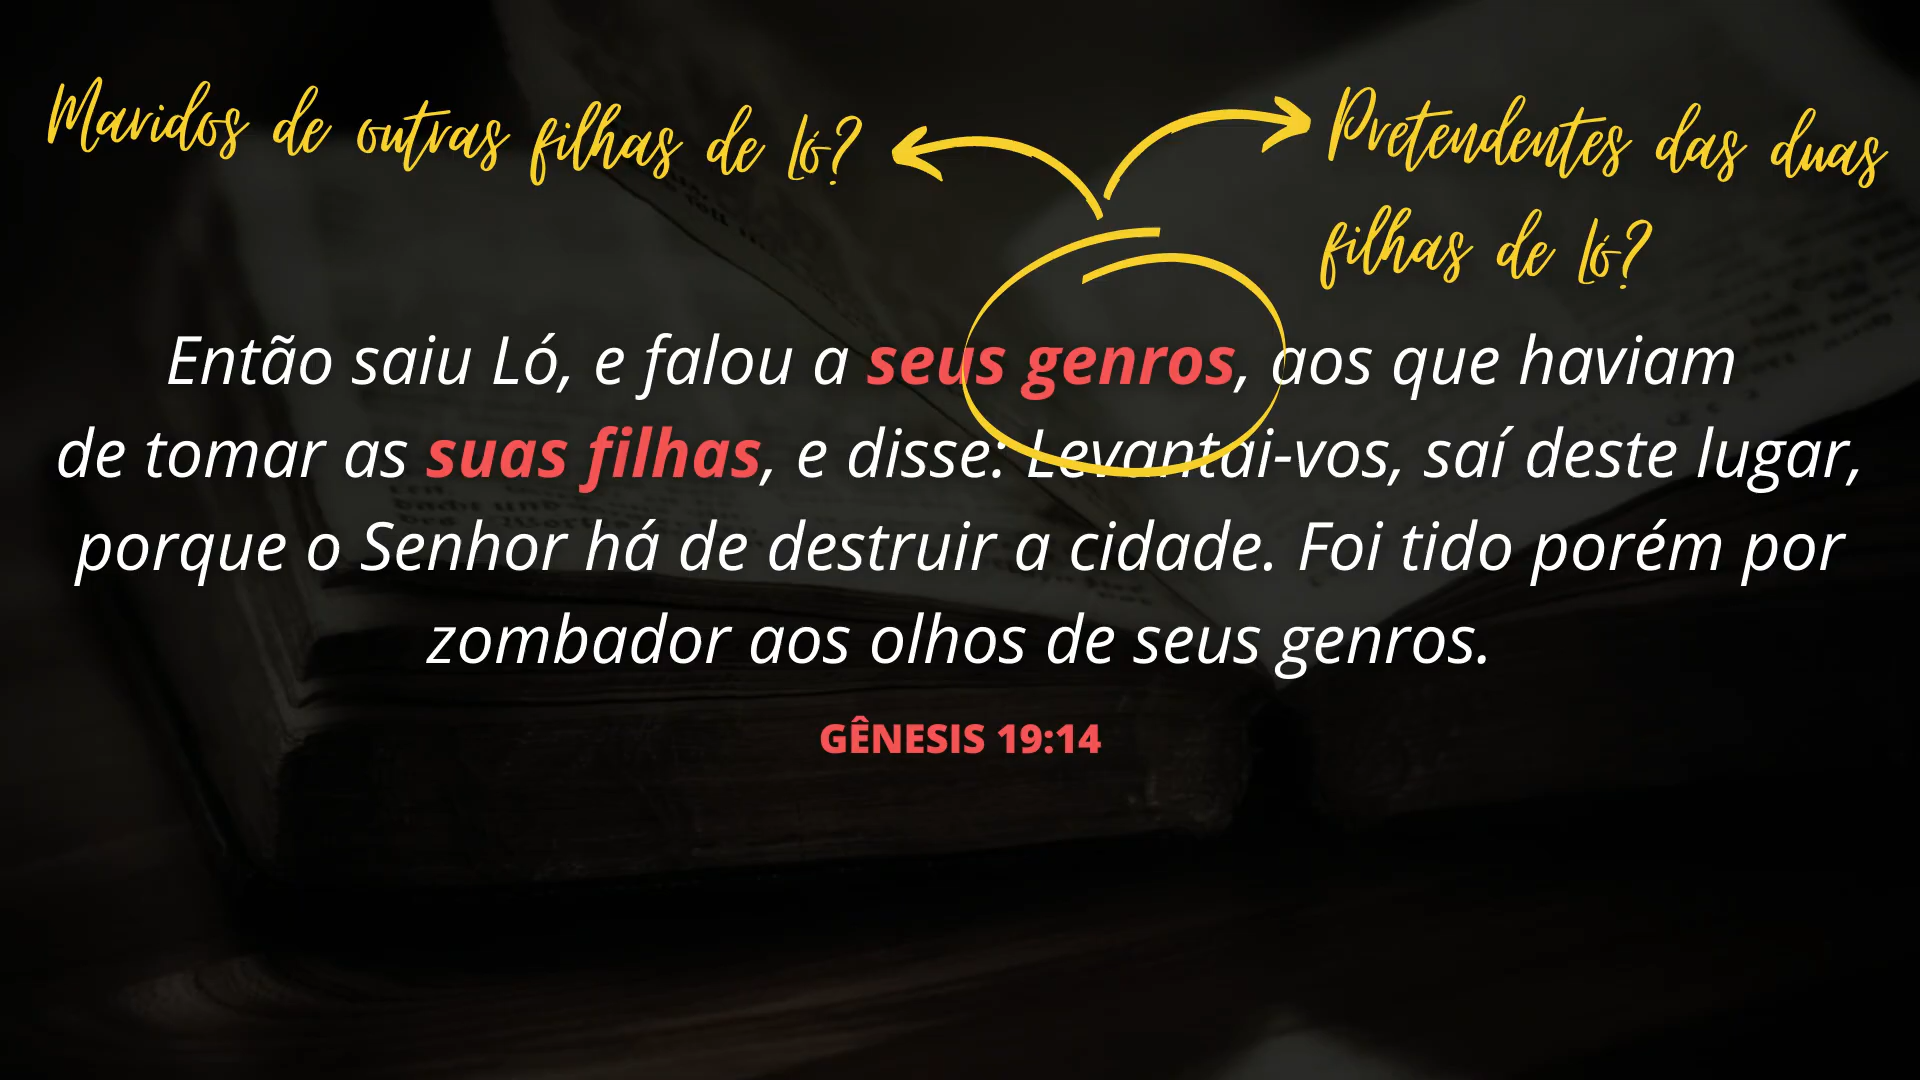 Maridos de outras filhas de Ló?
Pretendentes das duas
filhas de Ló?
Então saiu Ló, e falou a seus genros, aos que haviam
de tomar as suas filhas, e disse: Levantai-vos, saí deste lugar,
porque o Senhor há de destruir a cidade. Foi tido porém por
zombador aos olhos de seus genros.
GÊNESIS 19:14